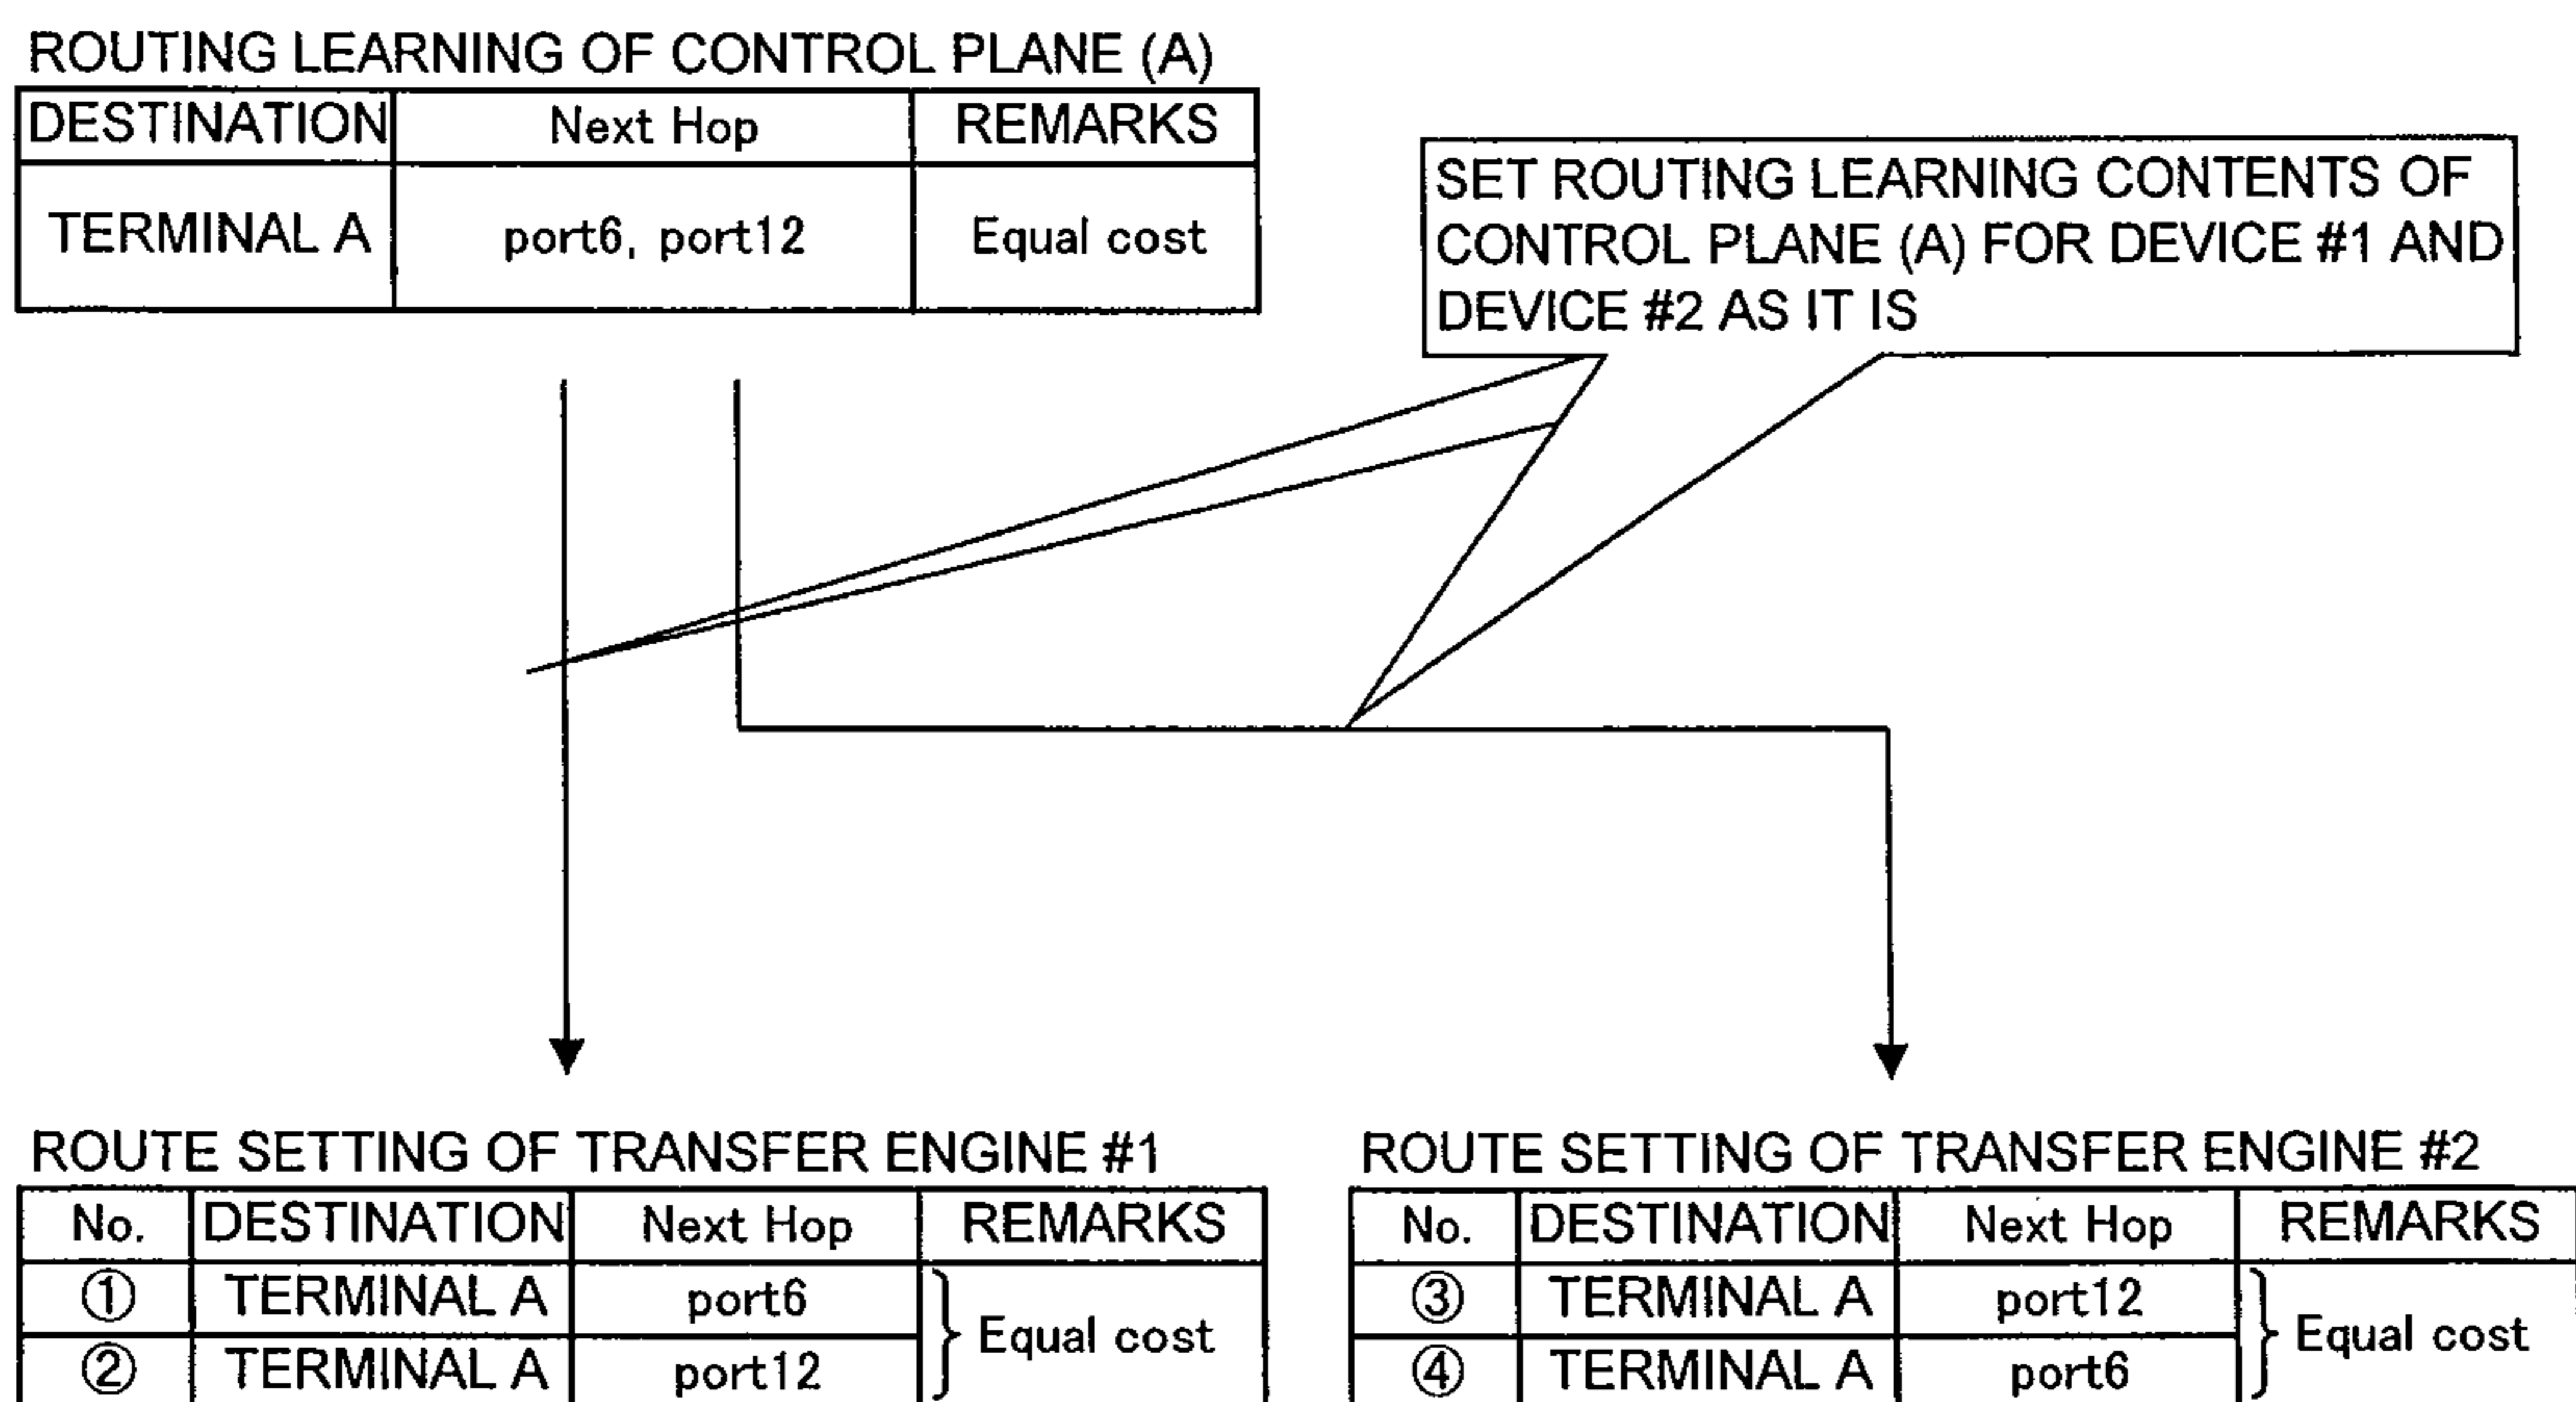 ROUTING LEARNING OF CONTROL PLANE (A)
DESTINATION Next Hop REMARKS
TERMINAL A port6, port12 Equal cost
SET ROUTING LEARNING CONTENTS OF
CONTROL PLANE (A) FOR DEVICE #1 AND
DEVICE #2 AS IT IS
ROUTE SETTING OF TRANSFER ENGINE #1
No. DESTINATION Next Hop REMARKS
① TERMINAL A port6
Equal cost
② TERMINAL A port12
ROUTE SETTING OF TRANSFER ENGINE #2
No. DESTINATION Next Hop REMARKS
③ TERMINAL A port12
Equal cost
④ TERMINAL A port6